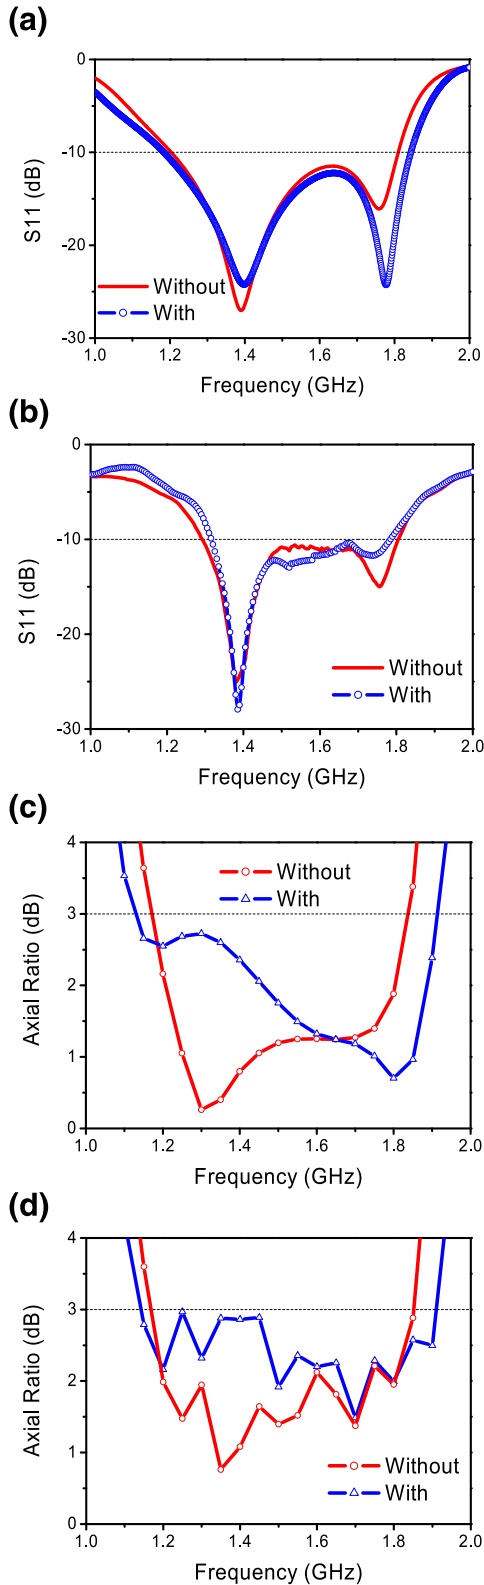 (a)
0
-10
-20
-30
S11 (dB)
Without
With
1.0 1.2 1.4 1.6 1.8 2.0
Frequency (GHz)
(b)
0
-10
-20
-30
S11 (dB)
Without
With
1.0 1.2 1.4 1.6 1.8 2.0
Frequency (GHz)
(c)
4
3
2
1
0
Axial Ratio (dB)
Without
With
1.0 1.2 1.4 1.6 1.8 2.0
Frequency (GHz)
(d)
4
3
2
1
0
Axial Ratio (dB)
Without
With
1.0 1.2 1.4 1.6 1.8 2.0
Frequency (GHz)